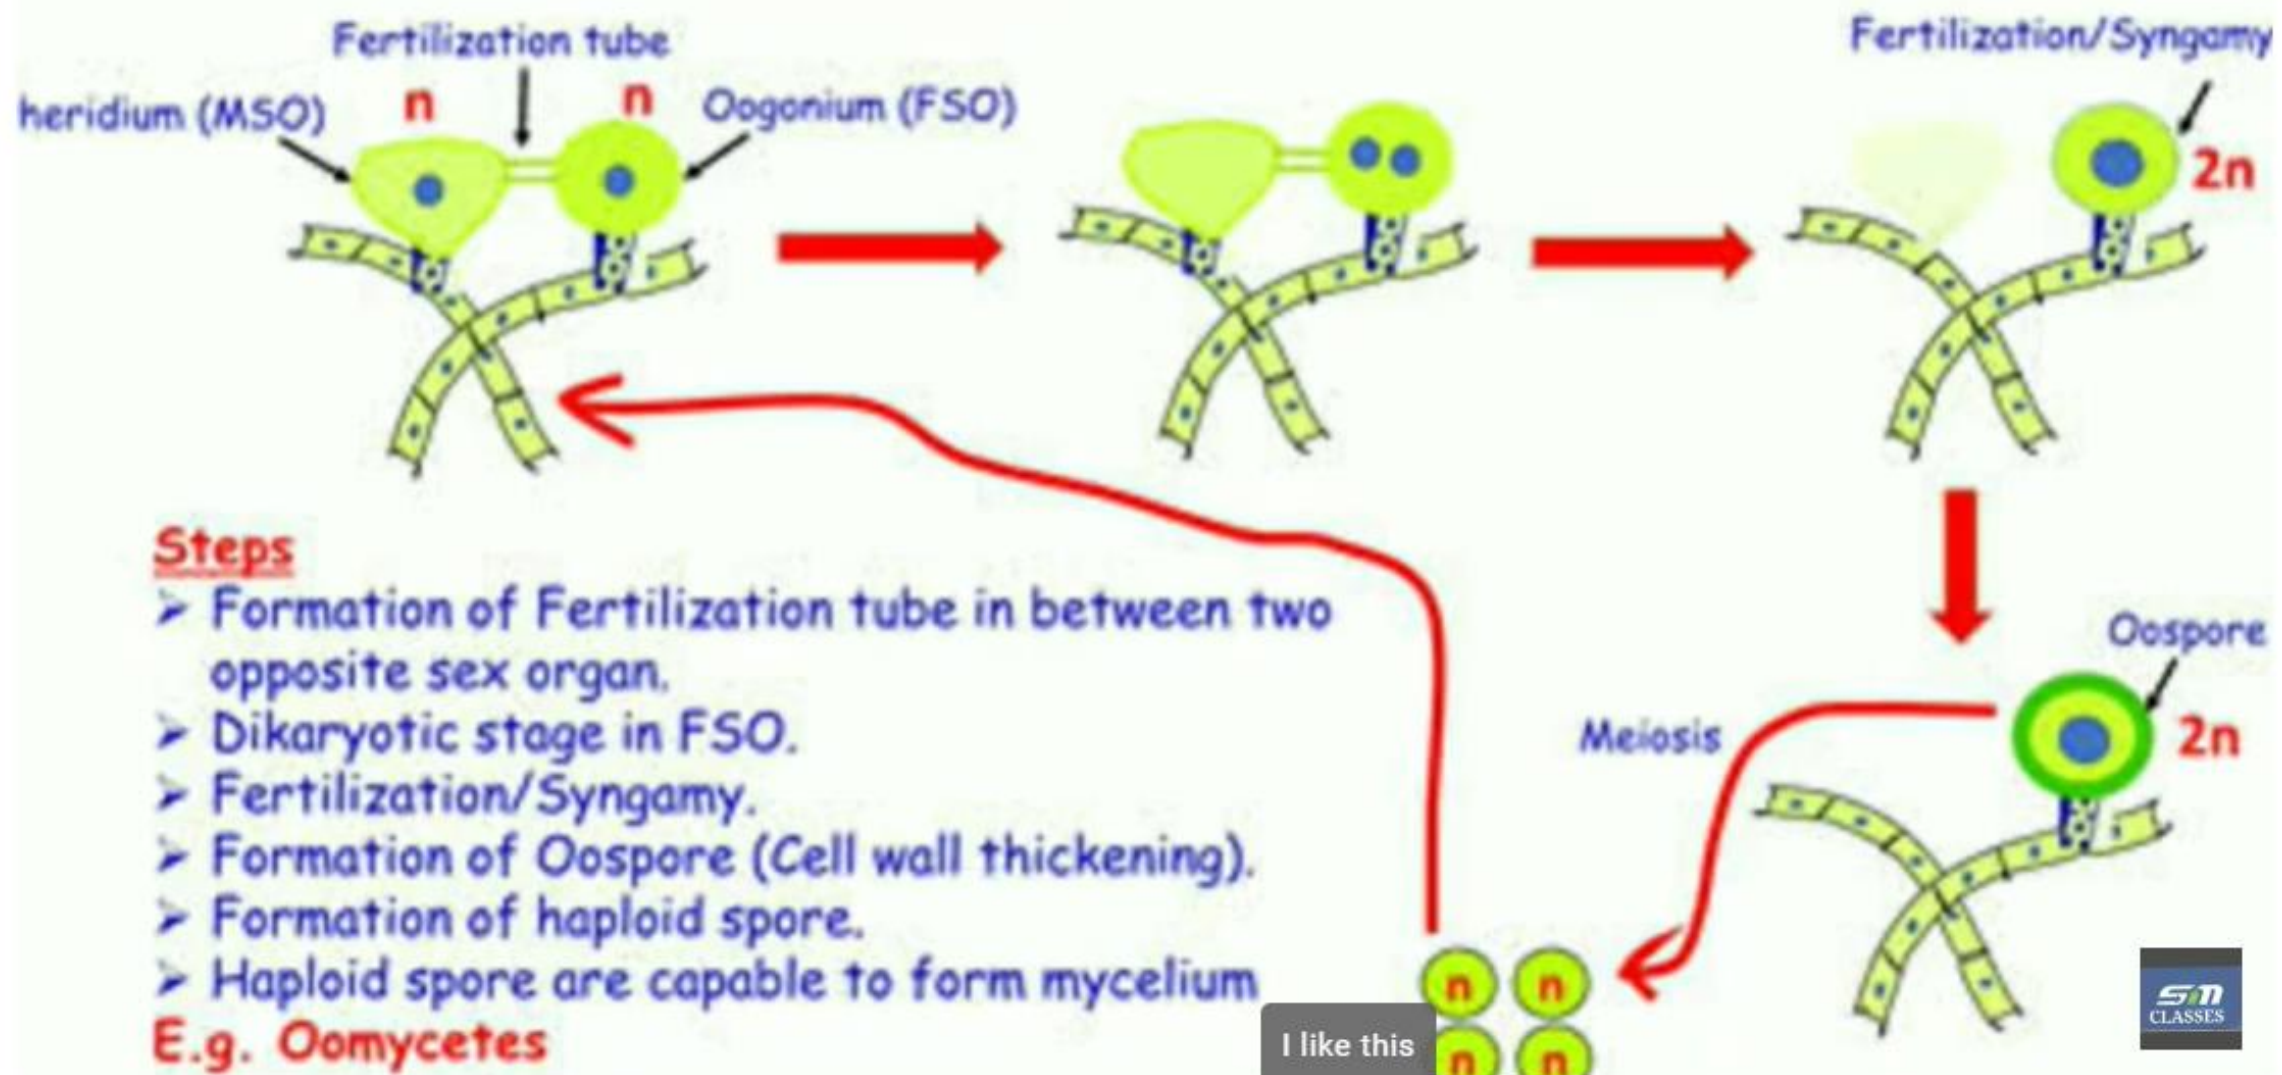 Fertilization tube
Fertilization/Syngamy
heridium (MSO)
n
n
Oogonium (FSO)
2n
Steps
➤ Formation of Fertilization tube in between two
opposite sex organ.
➤ Dikaryotic stage in FSO.
➤ Fertilization/Syngamy.
➤ Formation of Oospore (Cell wall thickening).
➤ Formation of haploid spore.
➤ Haploid spore are capable to form mycelium
E.g. Oomycetes
Oospore
Meiosis
2n
n n
n n
I like this
SM
CLASSES